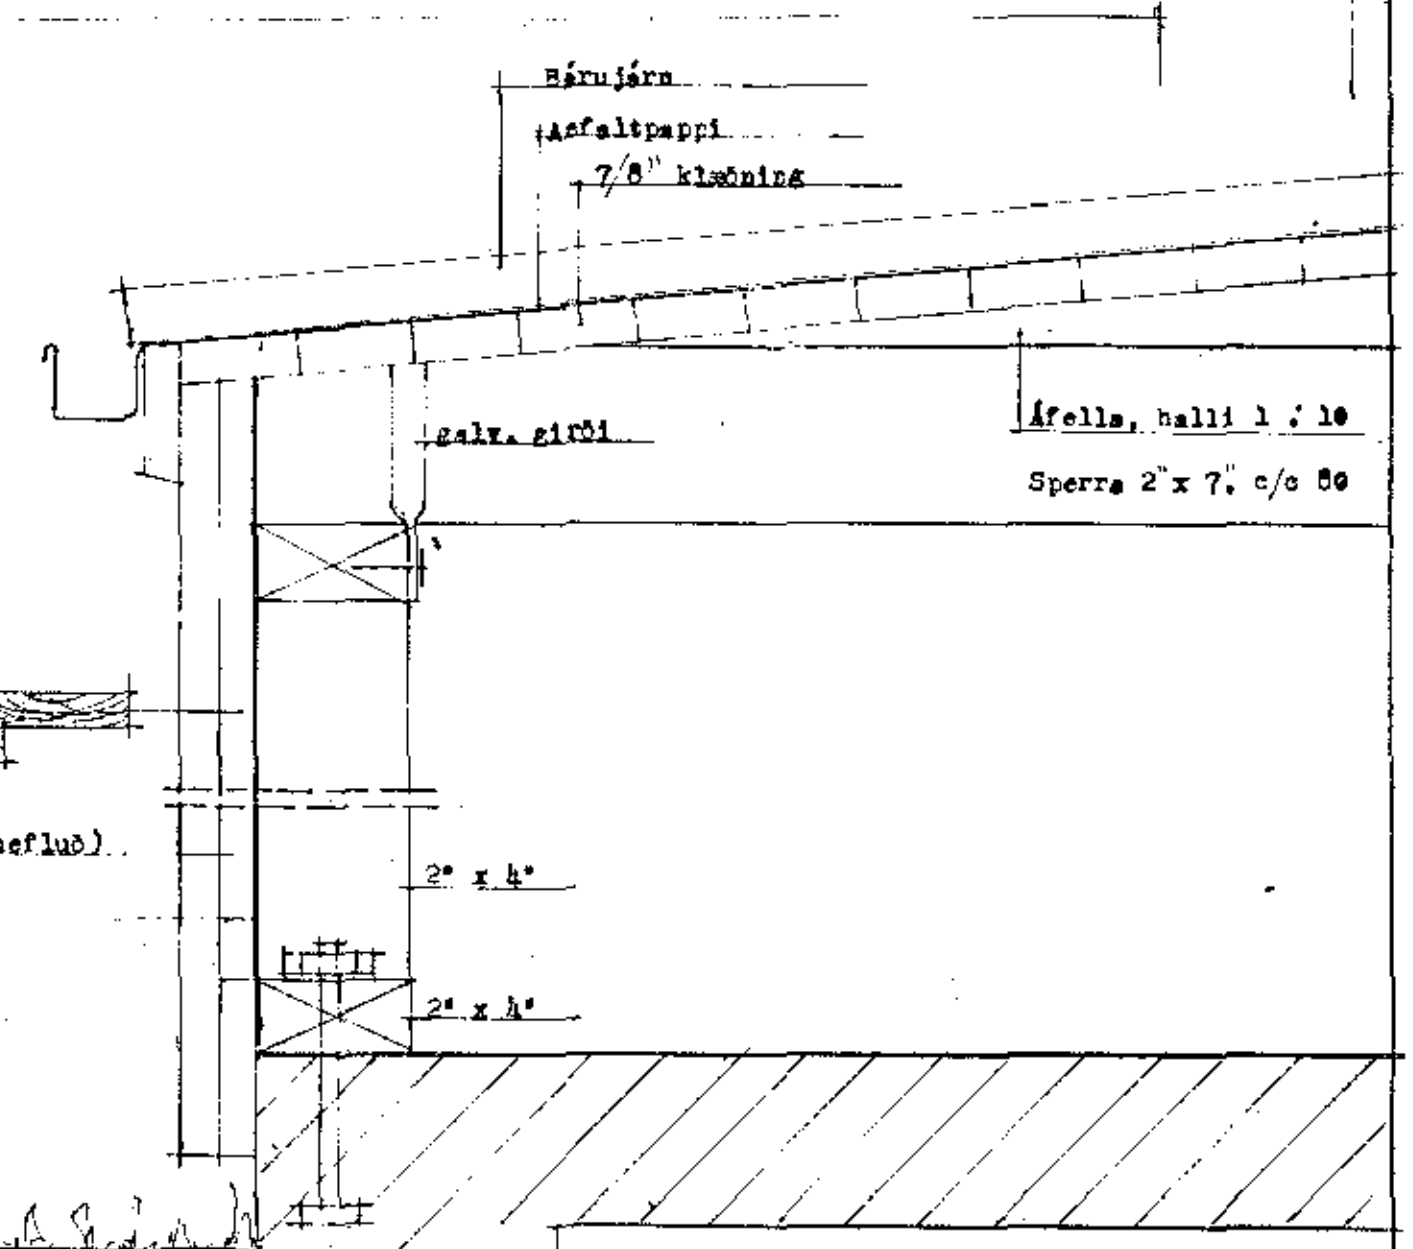 Bárujárn
Asfaltpappi
7/8" klæðning
galv. girði
Áfella, halli 1 : 10
Sperra 2" x 7". c/c 80
hefluð)
2" x 4"
2" x 4"